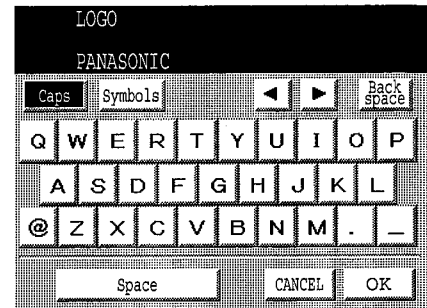 LOGO
PANASONIC
Caps Symbols ◄ ► Back space
Q W E R T Y U I O P
A S D F G H J K L
@ Z X C V B N M . _
Space CANCEL OK